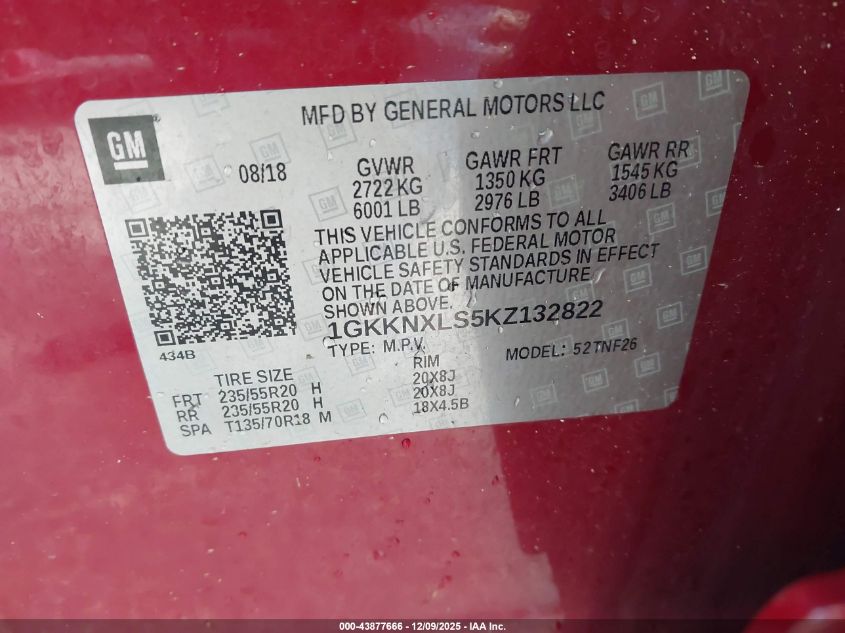 MFD BY GENERAL MOTORS LLC
GM
08/18
GVWR GAWR FRT GAWR RR
2722 KG 1350 KG 1545 KG
6001 LB 2976 LB 3406 LB
THIS VEHICLE CONFORMS TO ALL
APPLICABLE U.S. FEDERAL MOTOR
VEHICLE SAFETY STANDARDS IN EFFECT
ON THE DATE OF MANUFACTURE
SHOWN ABOVE.
1GKKNXLS5KZ132822
434B
TYPE: M.P.V. MODEL: 52TNF26
TIRE SIZE RIM
FRT 235/55R20 H 20X8J
RR 235/55R20 H 20X8J
SPA T135/70R18 M 18X4.5B
000-43877666 - 12/09/2025 - IAA Inc.